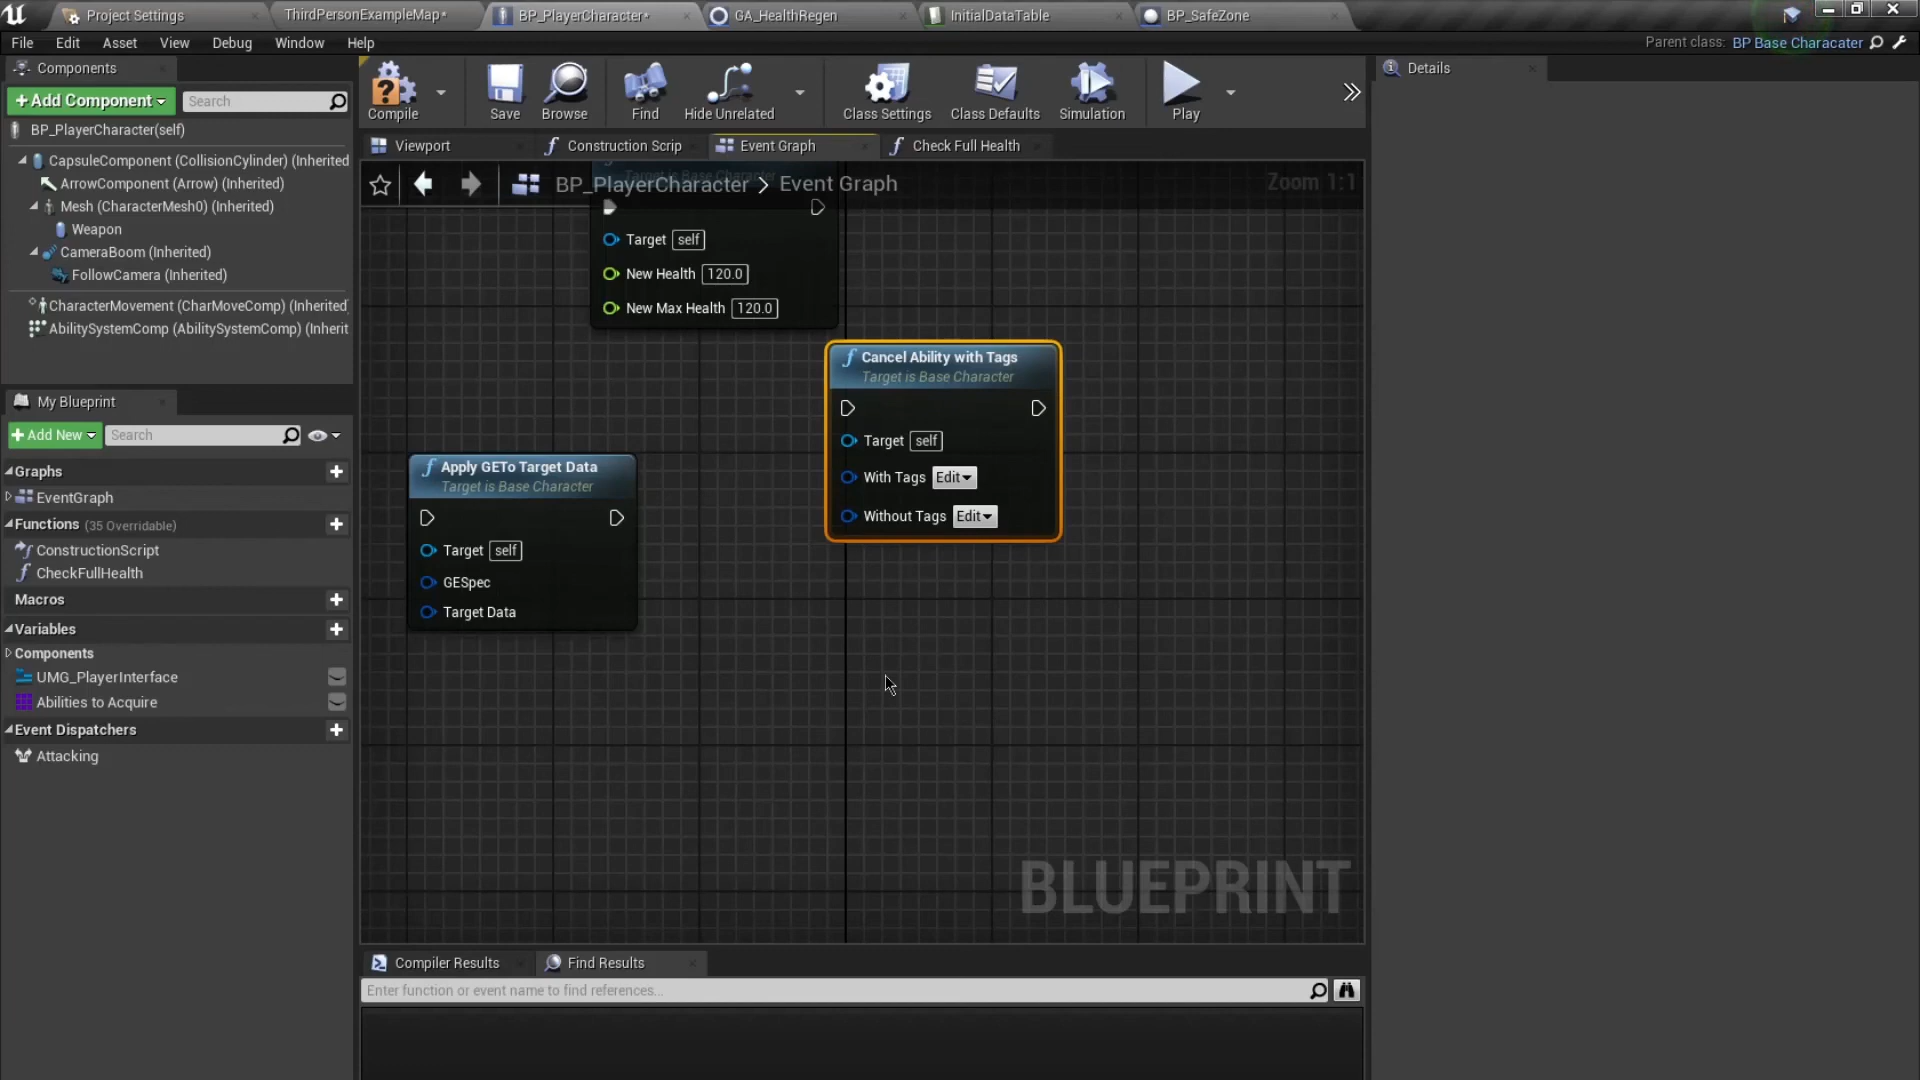 Project Settings
ThirdPersonExampleMap*
BP_PlayerCharacter*
GA_HealthRegen
InitialDataTable
BP_SafeZone
File Edit Asset View Debug Window Help
Parent class: BP Base Characater
Components
+Add Component
Search
BP_PlayerCharacter(self)
CapsuleComponent (CollisionCylinder) (Inherited
ArrowComponent (Arrow) (Inherited)
Mesh (CharacterMesh0) (Inherited)
Weapon
CameraBoom (Inherited)
FollowCamera (Inherited)
CharacterMovement (CharMoveComp) (Inherited
AbilitySystemComp (AbilitySystemComp) (Inherit
My Blueprint
+Add New
Search
Graphs
EventGraph
Functions (35 Overridable)
ConstructionScript
CheckFullHealth
Macros
Variables
Components
UMG_PlayerInterface
Abilities to Acquire
Event Dispatchers
Attacking
Compile
Save
Browse
Find
Hide Unrelated
Class Settings
Class Defaults
Simulation
Play
Viewport
Construction Scrip
Event Graph
Check Full Health
BP_PlayerCharacter > Event Graph
Zoom 1:1
Target is Base Character
Target self
New Health 120.0
New Max Health 120.0
Cancel Ability with Tags
Target is Base Character
Target self
With Tags Edit
Without Tags Edit
Apply GETo Target Data
Target is Base Character
Target self
GESpec
Target Data
BLUEPRINT
Compiler Results
Find Results
Enter function or event name to find references...
Details